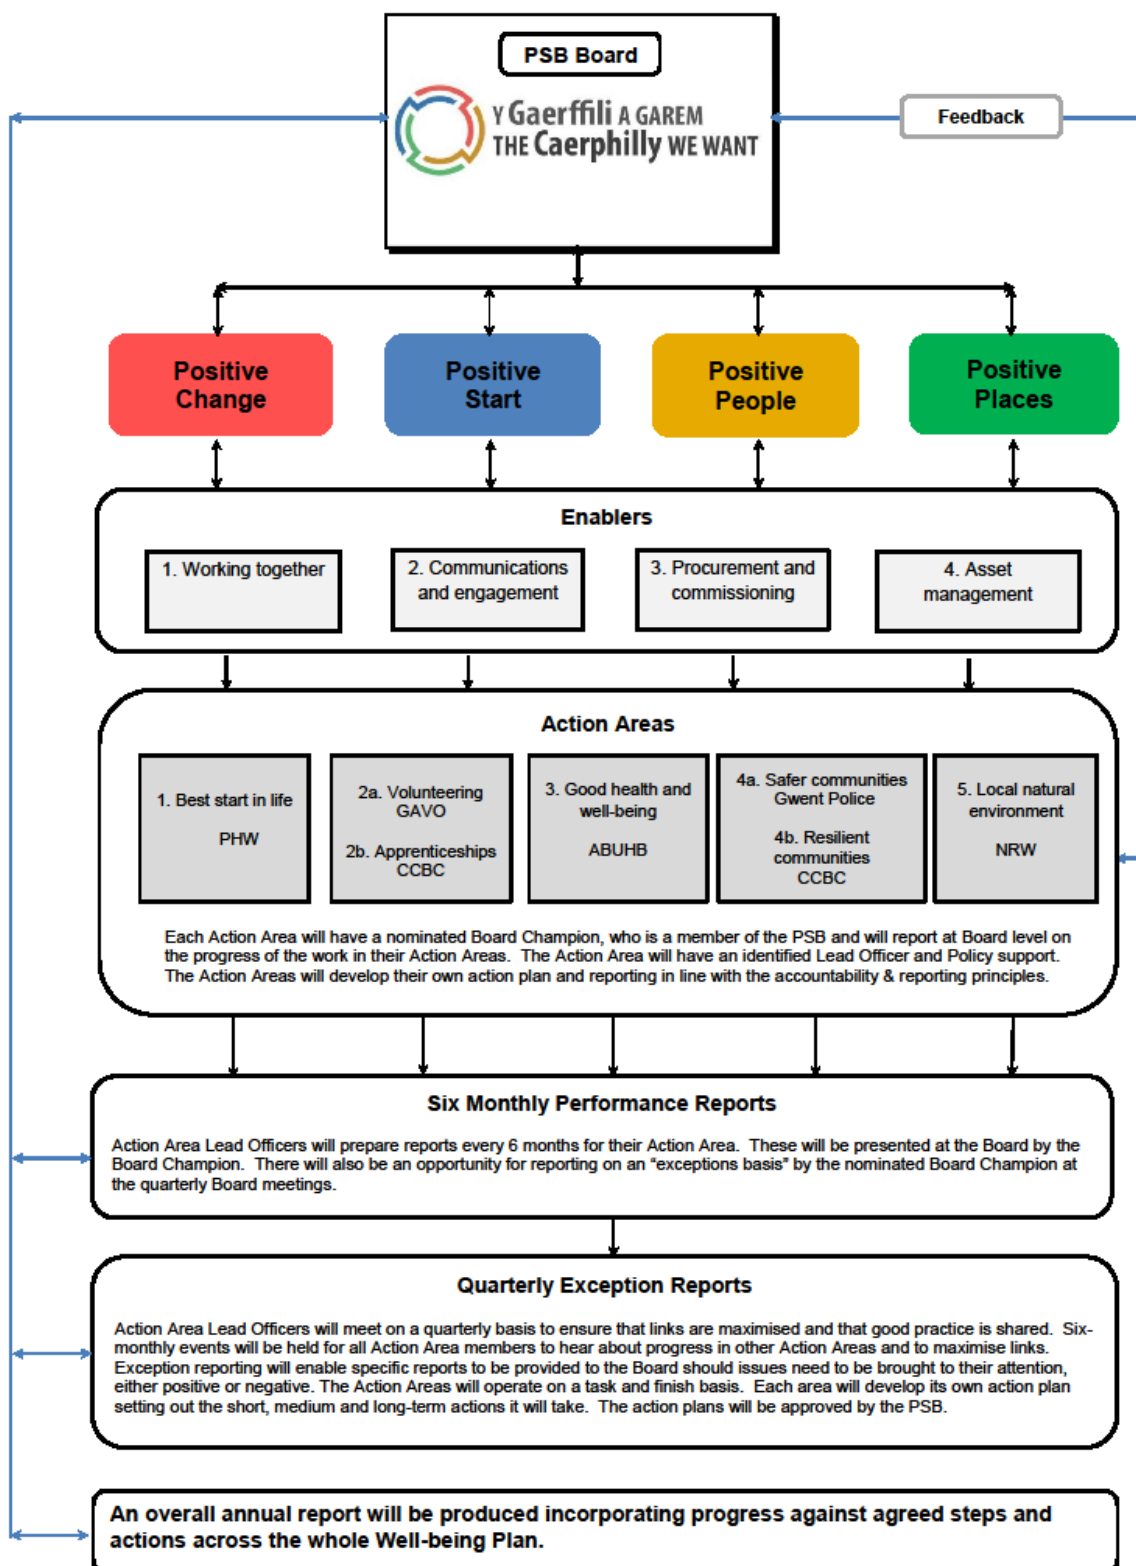 PSB Board
Y Gaerffili A GAREM
THE Caerphilly WE WANT
Feedback
Positive
Change
Positive
Start
Positive
People
Positive
Places
Enablers
1. Working together
2. Communications
and engagement
3. Procurement and
commissioning
4. Asset
management
Action Areas
1. Best start in life
PHW
2a. Volunteering
GAVO
2b. Apprenticeships
CCBC
3. Good health and
well-being
ABUHB
4a. Safer communities
Gwent Police
4b. Resilient
communities
CCBC
5. Local natural
environment
NRW
Each Action Area will have a nominated Board Champion, who is a member of the PSB and will report at Board level on
the progress of the work in their Action Areas.  The Action Area will have an identified Lead Officer and Policy support.
The Action Areas will develop their own action plan and reporting in line with the accountability & reporting principles.
Six Monthly Performance Reports
Action Area Lead Officers will prepare reports every 6 months for their Action Area.  These will be presented at the Board by the
Board Champion.  There will also be an opportunity for reporting on an “exceptions basis” by the nominated Board Champion at
the quarterly Board meetings.
Quarterly Exception Reports
Action Area Lead Officers will meet on a quarterly basis to ensure that links are maximised and that good practice is shared.  Six-
monthly events will be held for all Action Area members to hear about progress in other Action Areas and to maximise links.
Exception reporting will enable specific reports to be provided to the Board should issues need to be brought to their attention,
either positive or negative. The Action Areas will operate on a task and finish basis.  Each area will develop its own action plan
setting out the short, medium and long-term actions it will take.  The action plans will be approved by the PSB.
An overall annual report will be produced incorporating progress against agreed steps and
actions across the whole Well-being Plan.